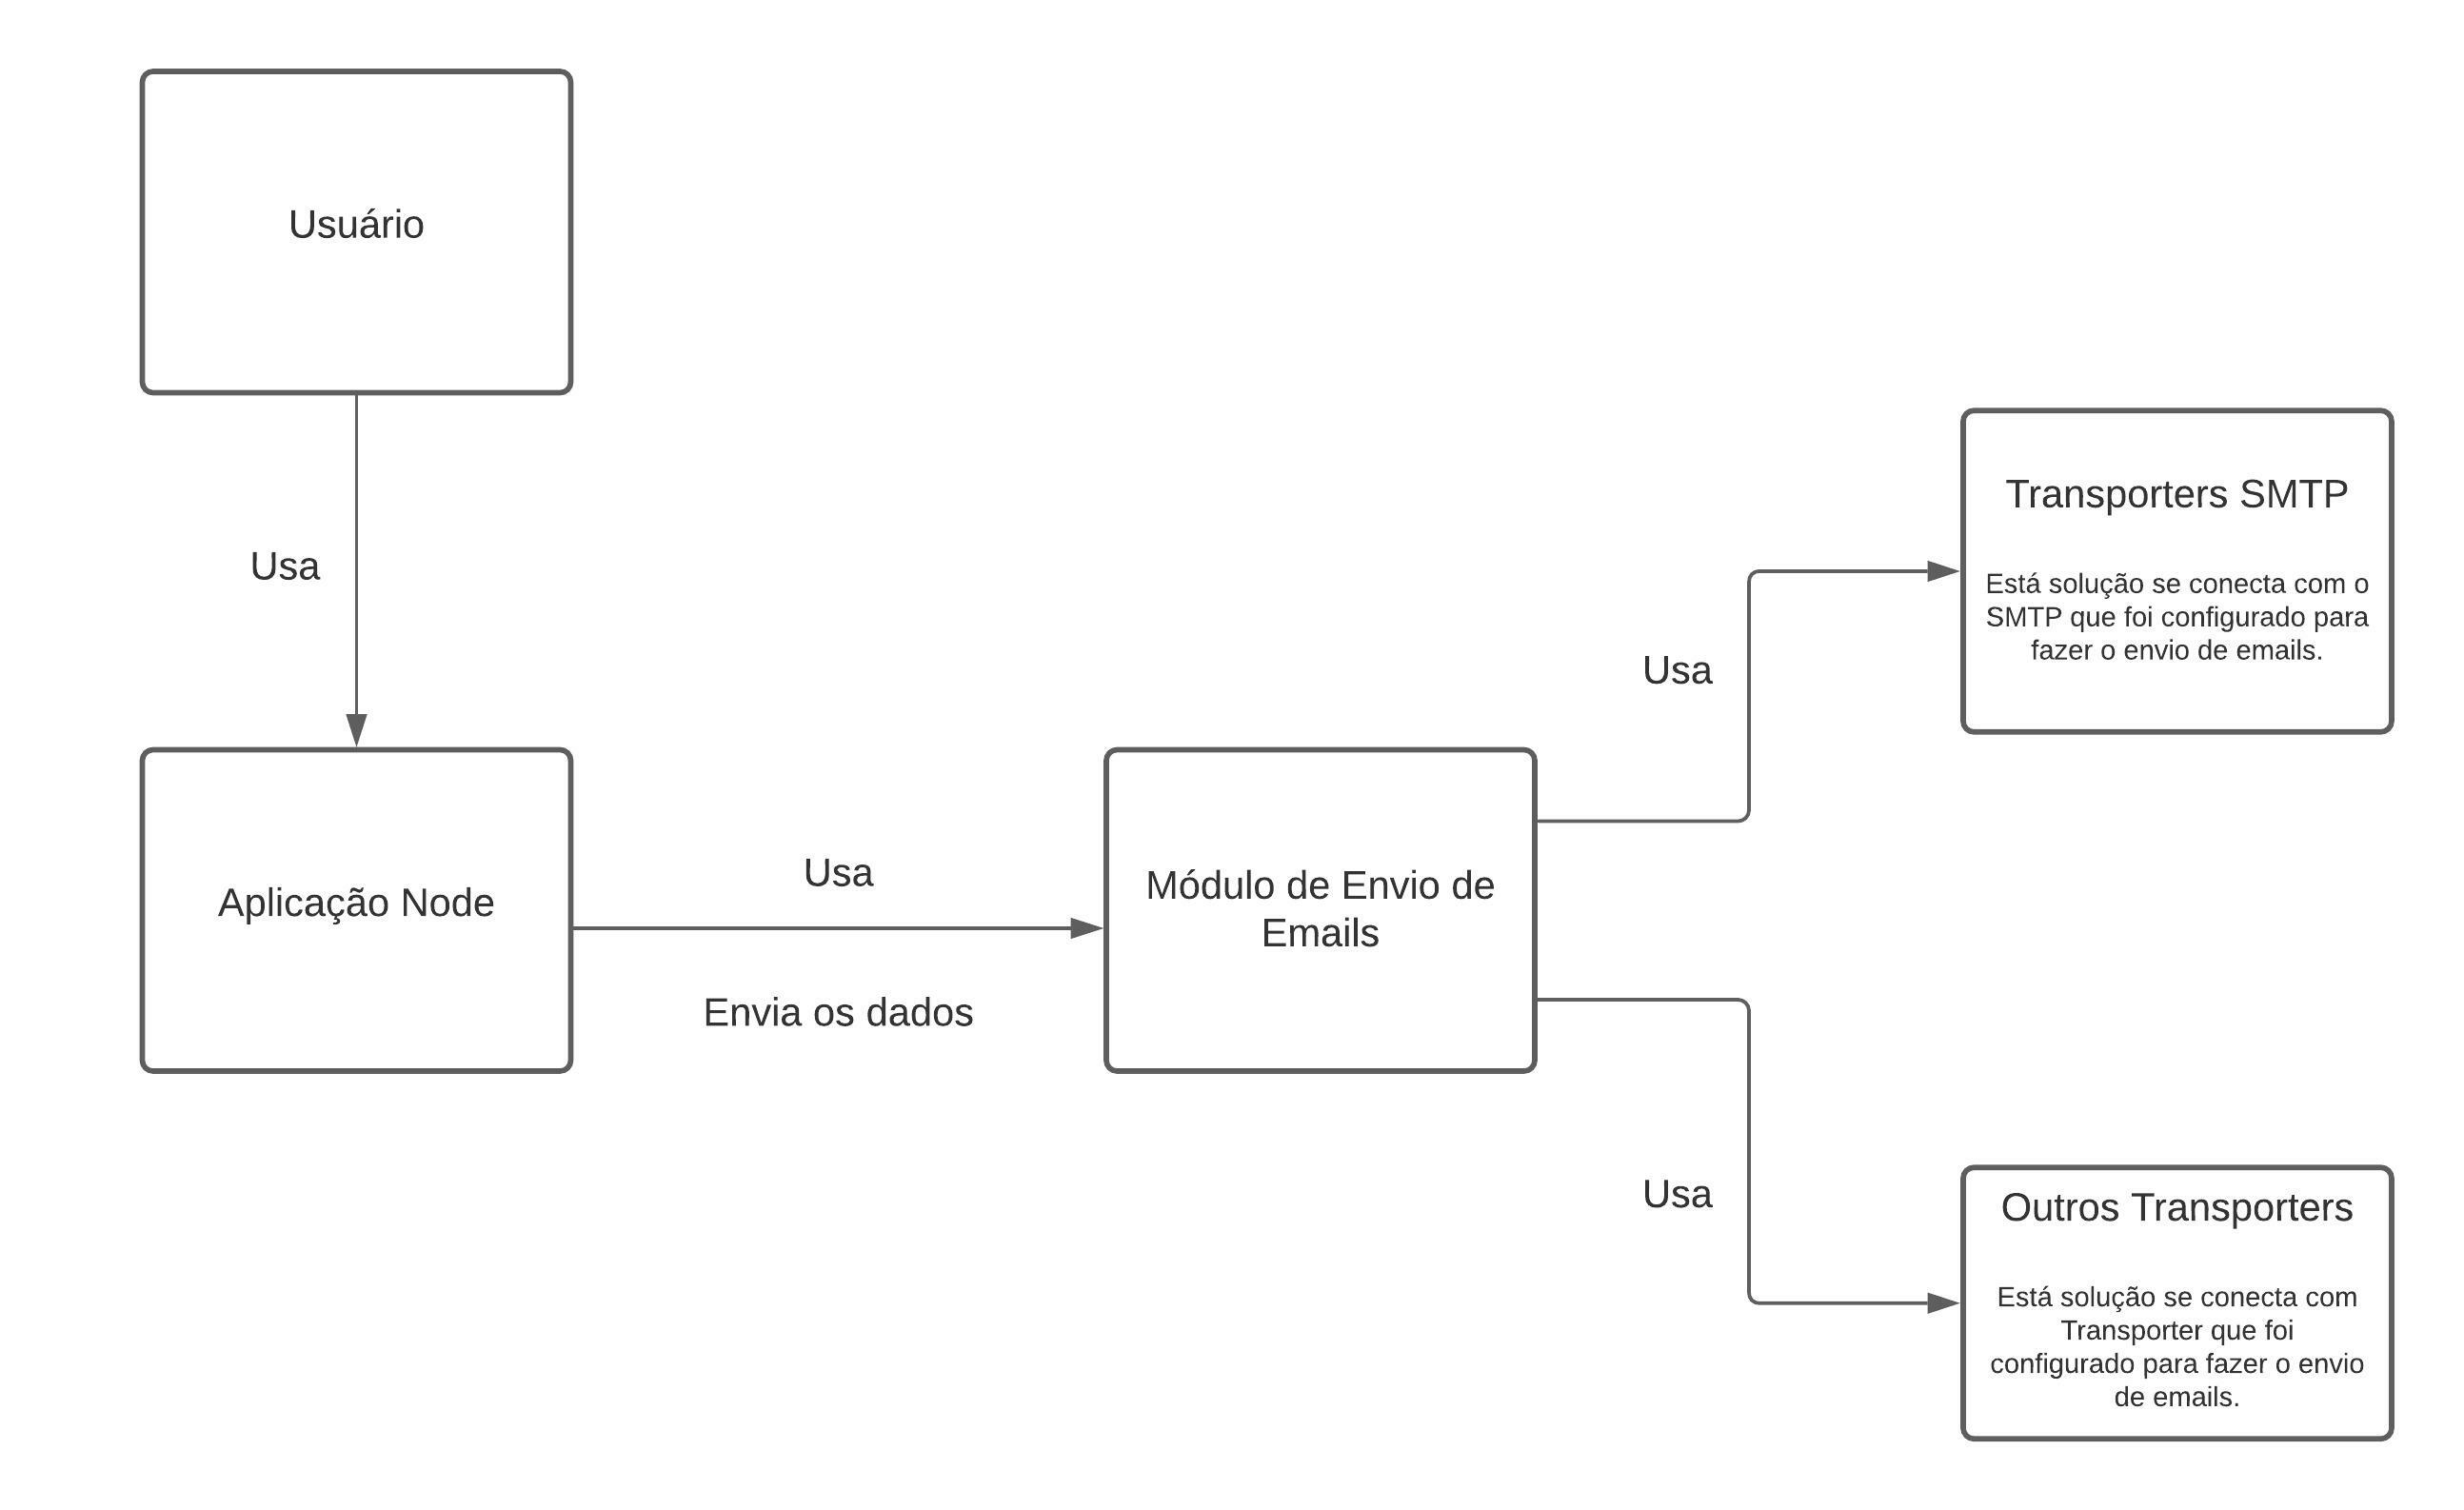 Usuário
Usa
Aplicação Node
Usa
Envia os dados
Módulo de Envio de
Emails
Usa
Transporters SMTP
Está solução se conecta com o
SMTP que foi configurado para
fazer o envio de emails.
Usa
Outros Transporters
Está solução se conecta com
Transporter que foi
configurado para fazer o envio
de emails.